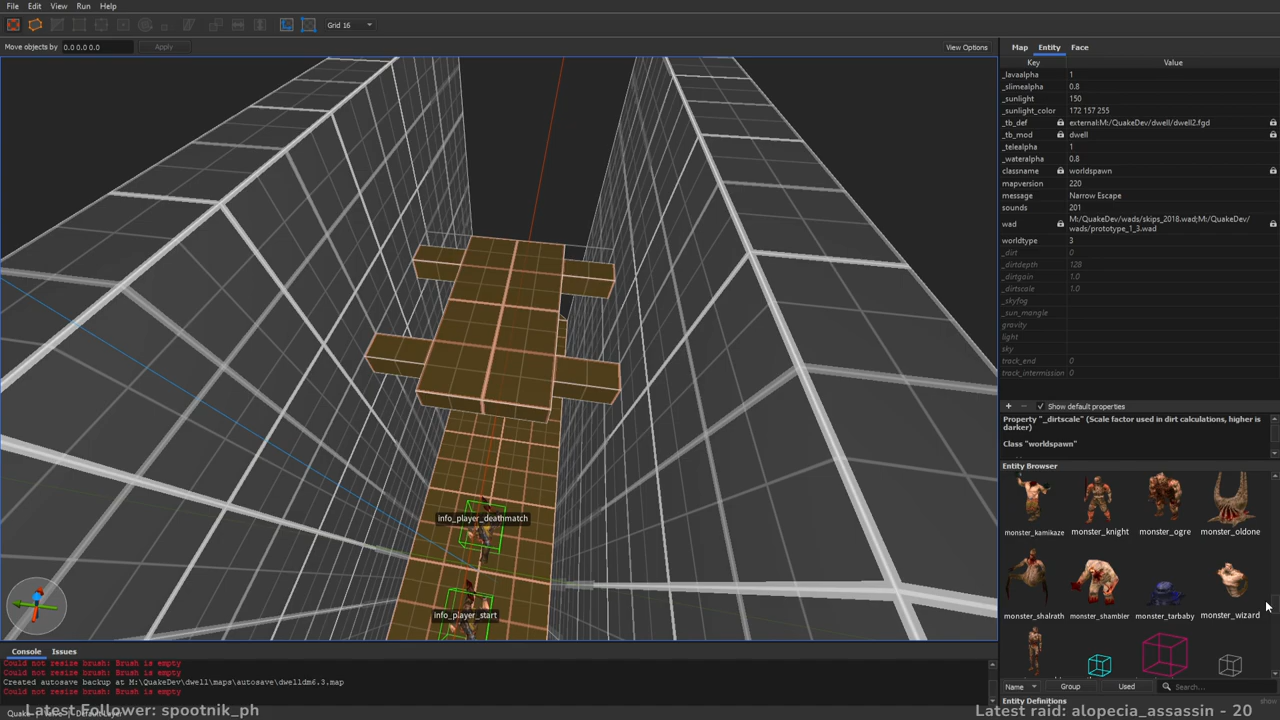 File Edit View Run Help
Grid 16
Move objects by 0.0 0.0 0.0 Apply View Options
Map Entity Face
Key Value
_lavaalpha 1
_slimealpha 0.8
_sunlight 150
_sunlight_color 172 157 255
_tb_def external:M:/QuakeDev/dwell/dwell2.fgd
_tb_mod dwell
_telealpha 1
_wateralpha 0.8
classname worldspawn
mapversion 220
message Narrow Escape
sounds 201
wad M:/QuakeDev/wads/skips_2018.wad;M:/QuakeDev/
wads/prototype_1_3.wad
worldtype 3
_dirt 0
_dirtdepth 128
_dirtgain 1.0
_dirtscale 1.0
_skyfog
_sun_mangle
gravity
light
sky
track_end 0
track_intermission 0
+ − Show default properties
Property "_dirtscale" (Scale factor used in dirt calculations, higher is
darker)
Class "worldspawn"
Entity Browser
monster_kamikaze monster_knight monster_ogre monster_oldone
monster_shalrath monster_shambler monster_tarbaby monster_wizard
Name Group Used Search...
Entity Definitions show
info_player_deathmatch
info_player_start
Console Issues
Could not resize brush: Brush is empty
Could not resize brush: Brush is empty
Created autosave backup at M:\QuakeDev\dwell\maps\autosave\dwelldm6.3.map
Could not resize brush: Brush is empty
Latest Follower: spootnik_ph
Latest raid: alopecia_assassin - 20